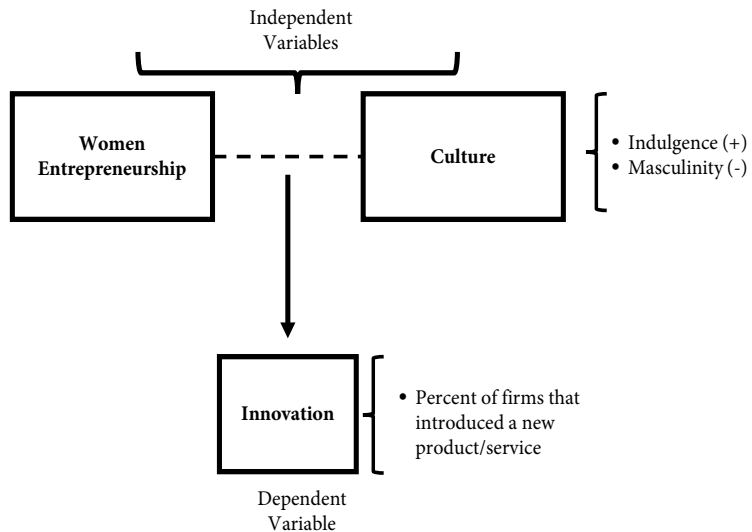 Independent
Variables
Women
Entrepreneurship
Culture
• Indulgence (+)
• Masculinity (-)
Innovation
• Percent of firms that
introduced a new
product/service
Dependent
Variable